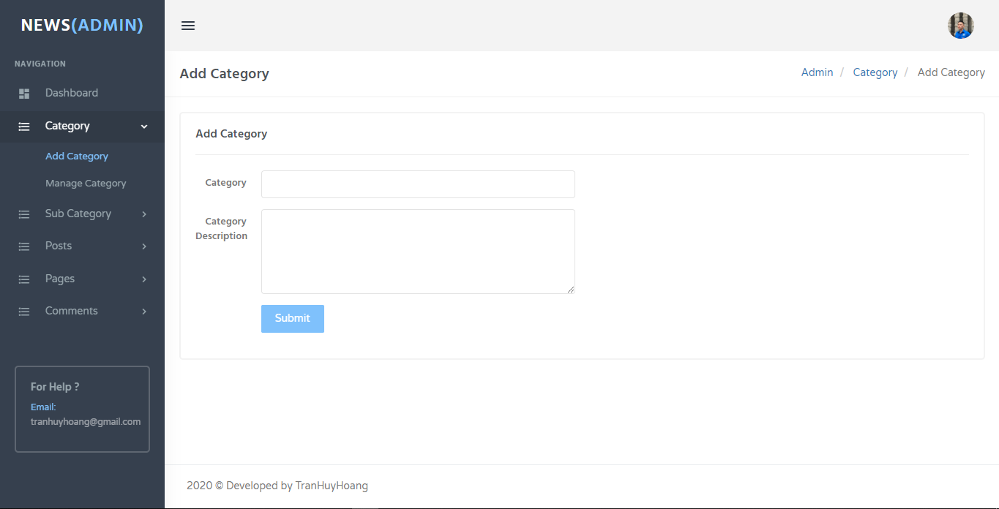 NEWS(ADMIN)
NAVIGATION
Dashboard
Category
Add Category
Manage Category
Sub Category
Posts
Pages
Comments
For Help ?
Email:
tranhuyhoang@gmail.com
Add Category
Admin / Category / Add Category
Add Category
Category
Category
Description
Submit
2020 © Developed by TranHuyHoang